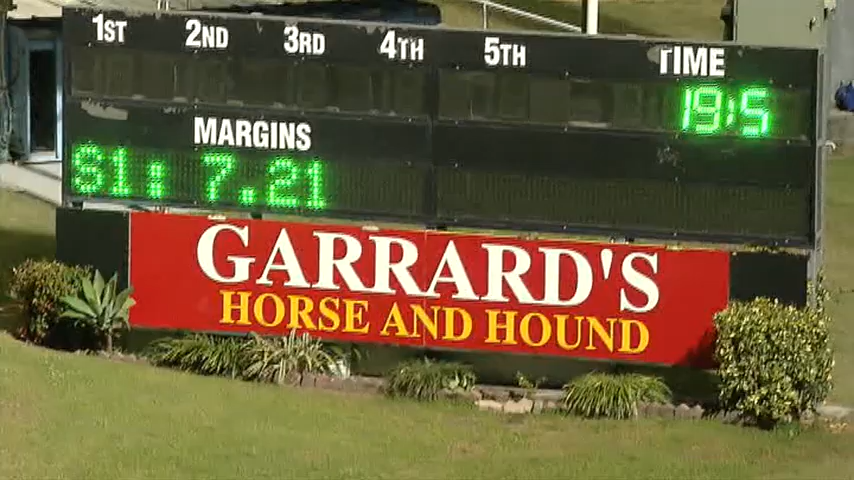 1ST 2ND 3RD 4TH 5TH TIME
19:5
MARGINS
S1: 7.21
GARRARD'S
HORSE AND HOUND